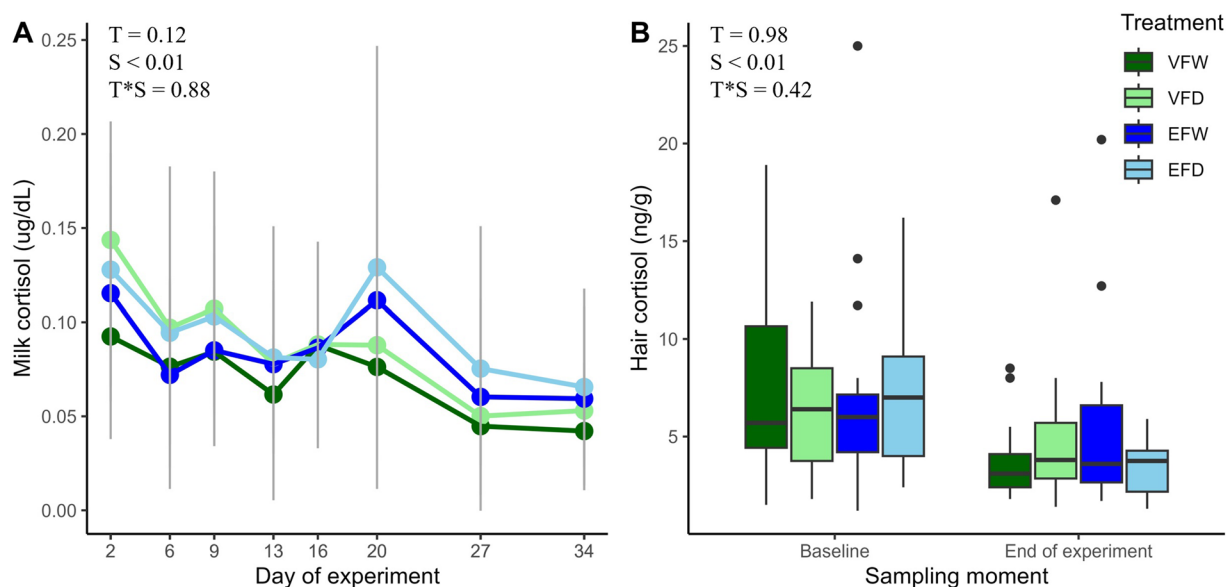 A
T = 0.12
S < 0.01
T*S = 0.88
Milk cortisol (ug/dL)
0.25
0.20
0.15
0.10
0.05
0.00
2 6 9 13 16 20 27 34
Day of experiment
B
T = 0.98
S < 0.01
T*S = 0.42
Hair cortisol (ng/g)
25
20
15
10
5
Baseline End of experiment
Sampling moment
Treatment
VFW
VFD
EFW
EFD